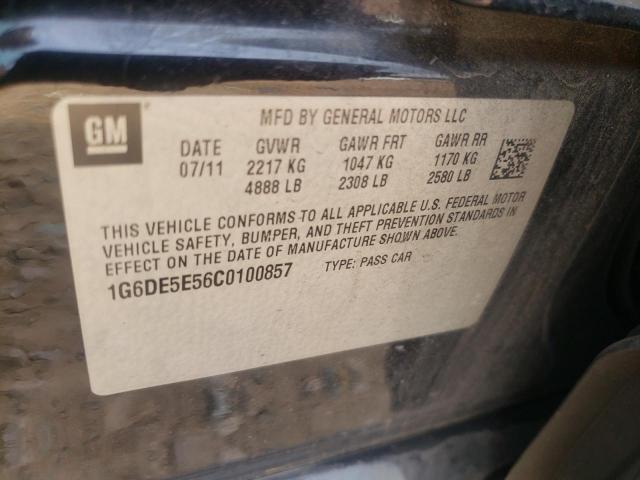 GM
MFD BY GENERAL MOTORS LLC
DATE GVWR GAWR FRT GAWR RR
07/11 2217 KG 1047 KG 1170 KG
4888 LB 2308 LB 2580 LB
THIS VEHICLE CONFORMS TO ALL APPLICABLE U.S. FEDERAL MOTOR
VEHICLE SAFETY, BUMPER, AND THEFT PREVENTION STANDARDS IN
EFFECT ON THE DATE OF MANUFACTURE SHOWN ABOVE.
1G6DE5E56C0100857 TYPE: PASS CAR